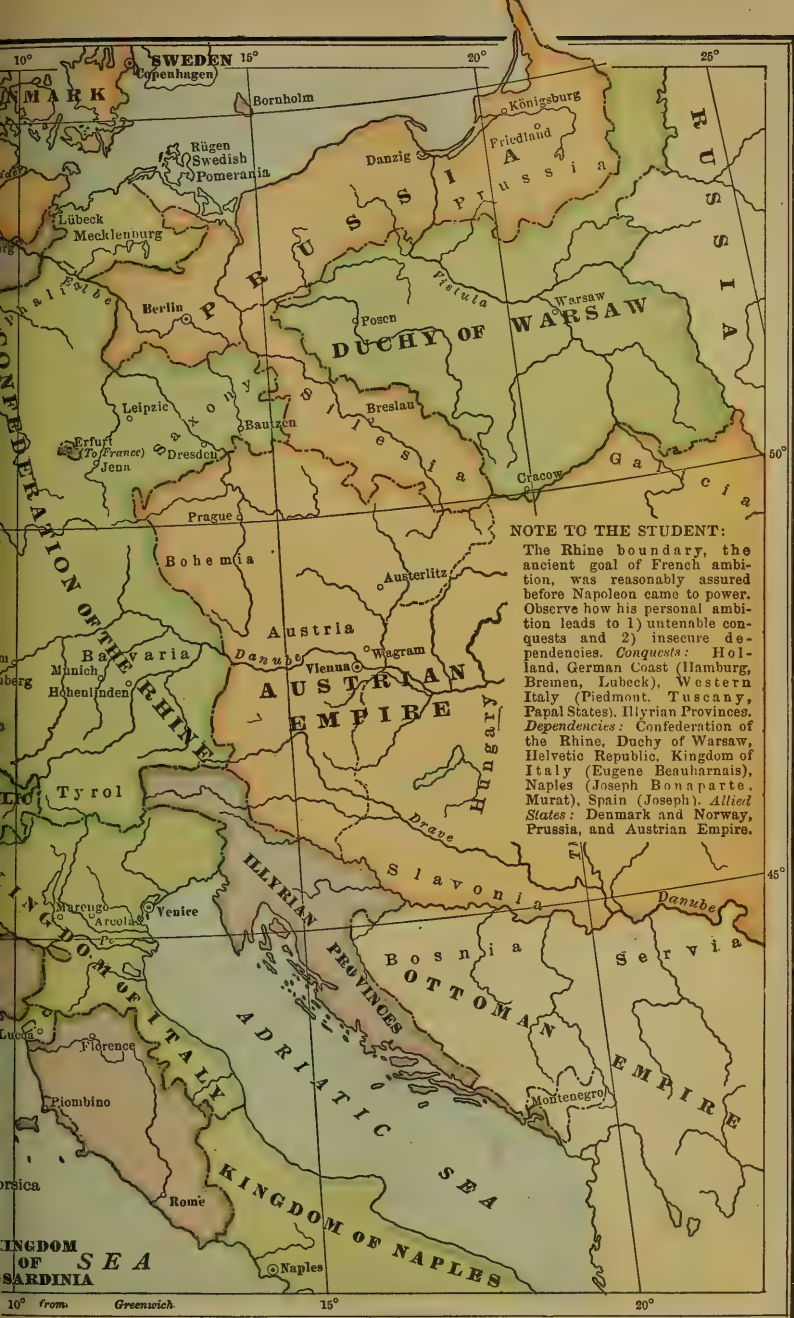 10°
15°
20°
25°
SWEDEN
Copenhagen
NMARK
Bornholm
Königsburg
Friedland
RUSSIA
Rügen
Swedish
Pomerania
Danzig
PRUSSIA
Prussia
Lübeck
Mecklenburg
Elbe
Berlin
Vistula
Warsaw
Posen
DUCHY OF WARSAW
Leipzic
Saxony
Silesia
Breslau
Bautzen
Erfurt
(To France)
Jena
Dresden
Cracow
Galicia
50°
CONFEDERATION OF THE RHINE
Prague
Bohemia
Austerlitz
NOTE TO THE STUDENT:
The Rhine boundary, the
ancient goal of French ambi-
tion, was reasonably assured
before Napoleon came to power.
Observe how his personal ambi-
tion leads to 1) untenable con-
quests and 2) insecure de-
pendencies. Conquests: Hol-
land, German Coast (Hamburg,
Bremen, Lubeck), Western
Italy (Piedmont, Tuscany,
Papal States). Illyrian Provinces.
Dependencies: Confederation of
the Rhine, Duchy of Warsaw,
Helvetic Republic, Kingdom of
Italy (Eugene Beauharnais),
Naples (Joseph Bonaparte,
Murat), Spain (Joseph). Allied
States: Denmark and Norway,
Prussia, and Austrian Empire.
Austria
Danube
Vienna
Wagram
Bavaria
Munich
berg
Hohenlinden
AUSTRIAN
EMPIRE
Hungary
Tyrol
Drave
Slavonia
45°
Danube
ILLYRIAN PROVINCES
Marengo
Arcola
Venice
Po
KINGDOM OF ITALY
Bosnia
Servia
OTTOMAN EMPIRE
ADRIATIC SEA
Lucca
Florence
Piombino
Montenegro
orsica
Rome
KINGDOM OF NAPLES
INGDOM
OF
SARDINIA
SEA
Naples
10° from Greenwich
15°
20°